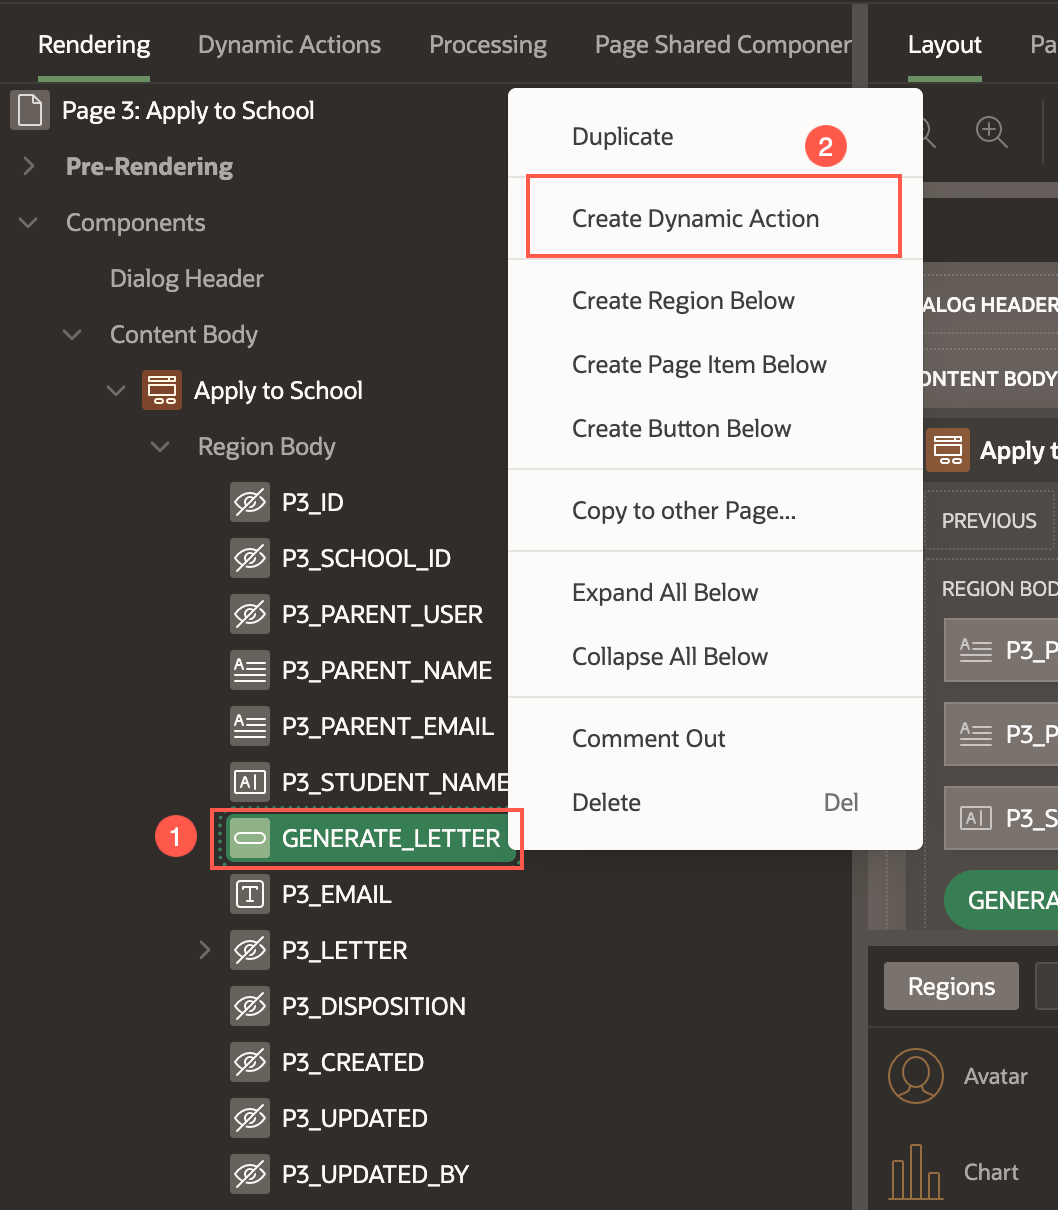 Rendering
Dynamic Actions
Processing
Page Shared Componer
Layout
Pa
Page 3: Apply to School
Pre-Rendering
Components
Dialog Header
Content Body
Apply to School
Region Body
P3_ID
P3_SCHOOL_ID
P3_PARENT_USER
P3_PARENT_NAME
P3_PARENT_EMAIL
P3_STUDENT_NAME
1
GENERATE_LETTER
P3_EMAIL
P3_LETTER
P3_DISPOSITION
P3_CREATED
P3_UPDATED
P3_UPDATED_BY
Duplicate
2
Create Dynamic Action
Create Region Below
Create Page Item Below
Create Button Below
Copy to other Page...
Expand All Below
Collapse All Below
Comment Out
Delete Del
ALOG HEADER
ONTENT BODY
Apply t
PREVIOUS
REGION BOD
P3_P
P3_P
P3_S
GENERA
Regions
Avatar
Chart